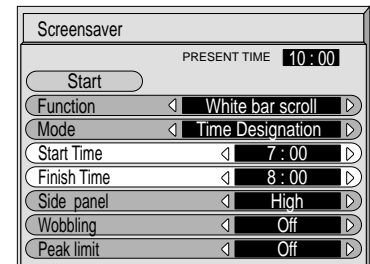 Screensaver
PRESENT TIME 10 : 00
Start
Function White bar scroll
Mode Time Designation
Start Time 7 : 00
Finish Time 8 : 00
Side panel High
Wobbling Off
Peak limit Off